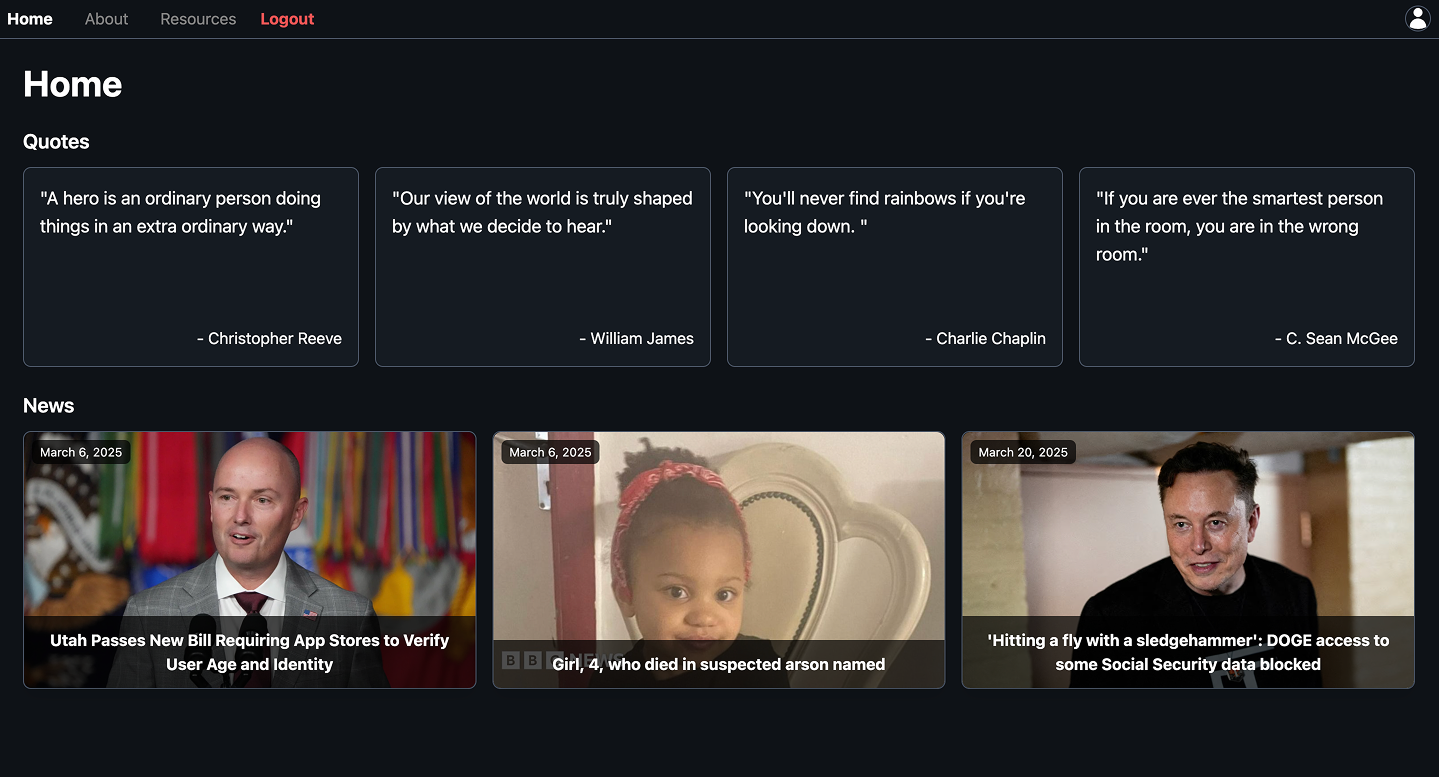 Home About Resources Logout
Home
Quotes
"A hero is an ordinary person doing
things in an extra ordinary way."
- Christopher Reeve
"Our view of the world is truly shaped
by what we decide to hear."
- William James
"You'll never find rainbows if you're
looking down. "
- Charlie Chaplin
"If you are ever the smartest person
in the room, you are in the wrong
room."
- C. Sean McGee
News
March 6, 2025
Utah Passes New Bill Requiring App Stores to Verify
User Age and Identity
March 6, 2025
BBC NEWS
Girl, 4, who died in suspected arson named
March 20, 2025
'Hitting a fly with a sledgehammer': DOGE access to
some Social Security data blocked